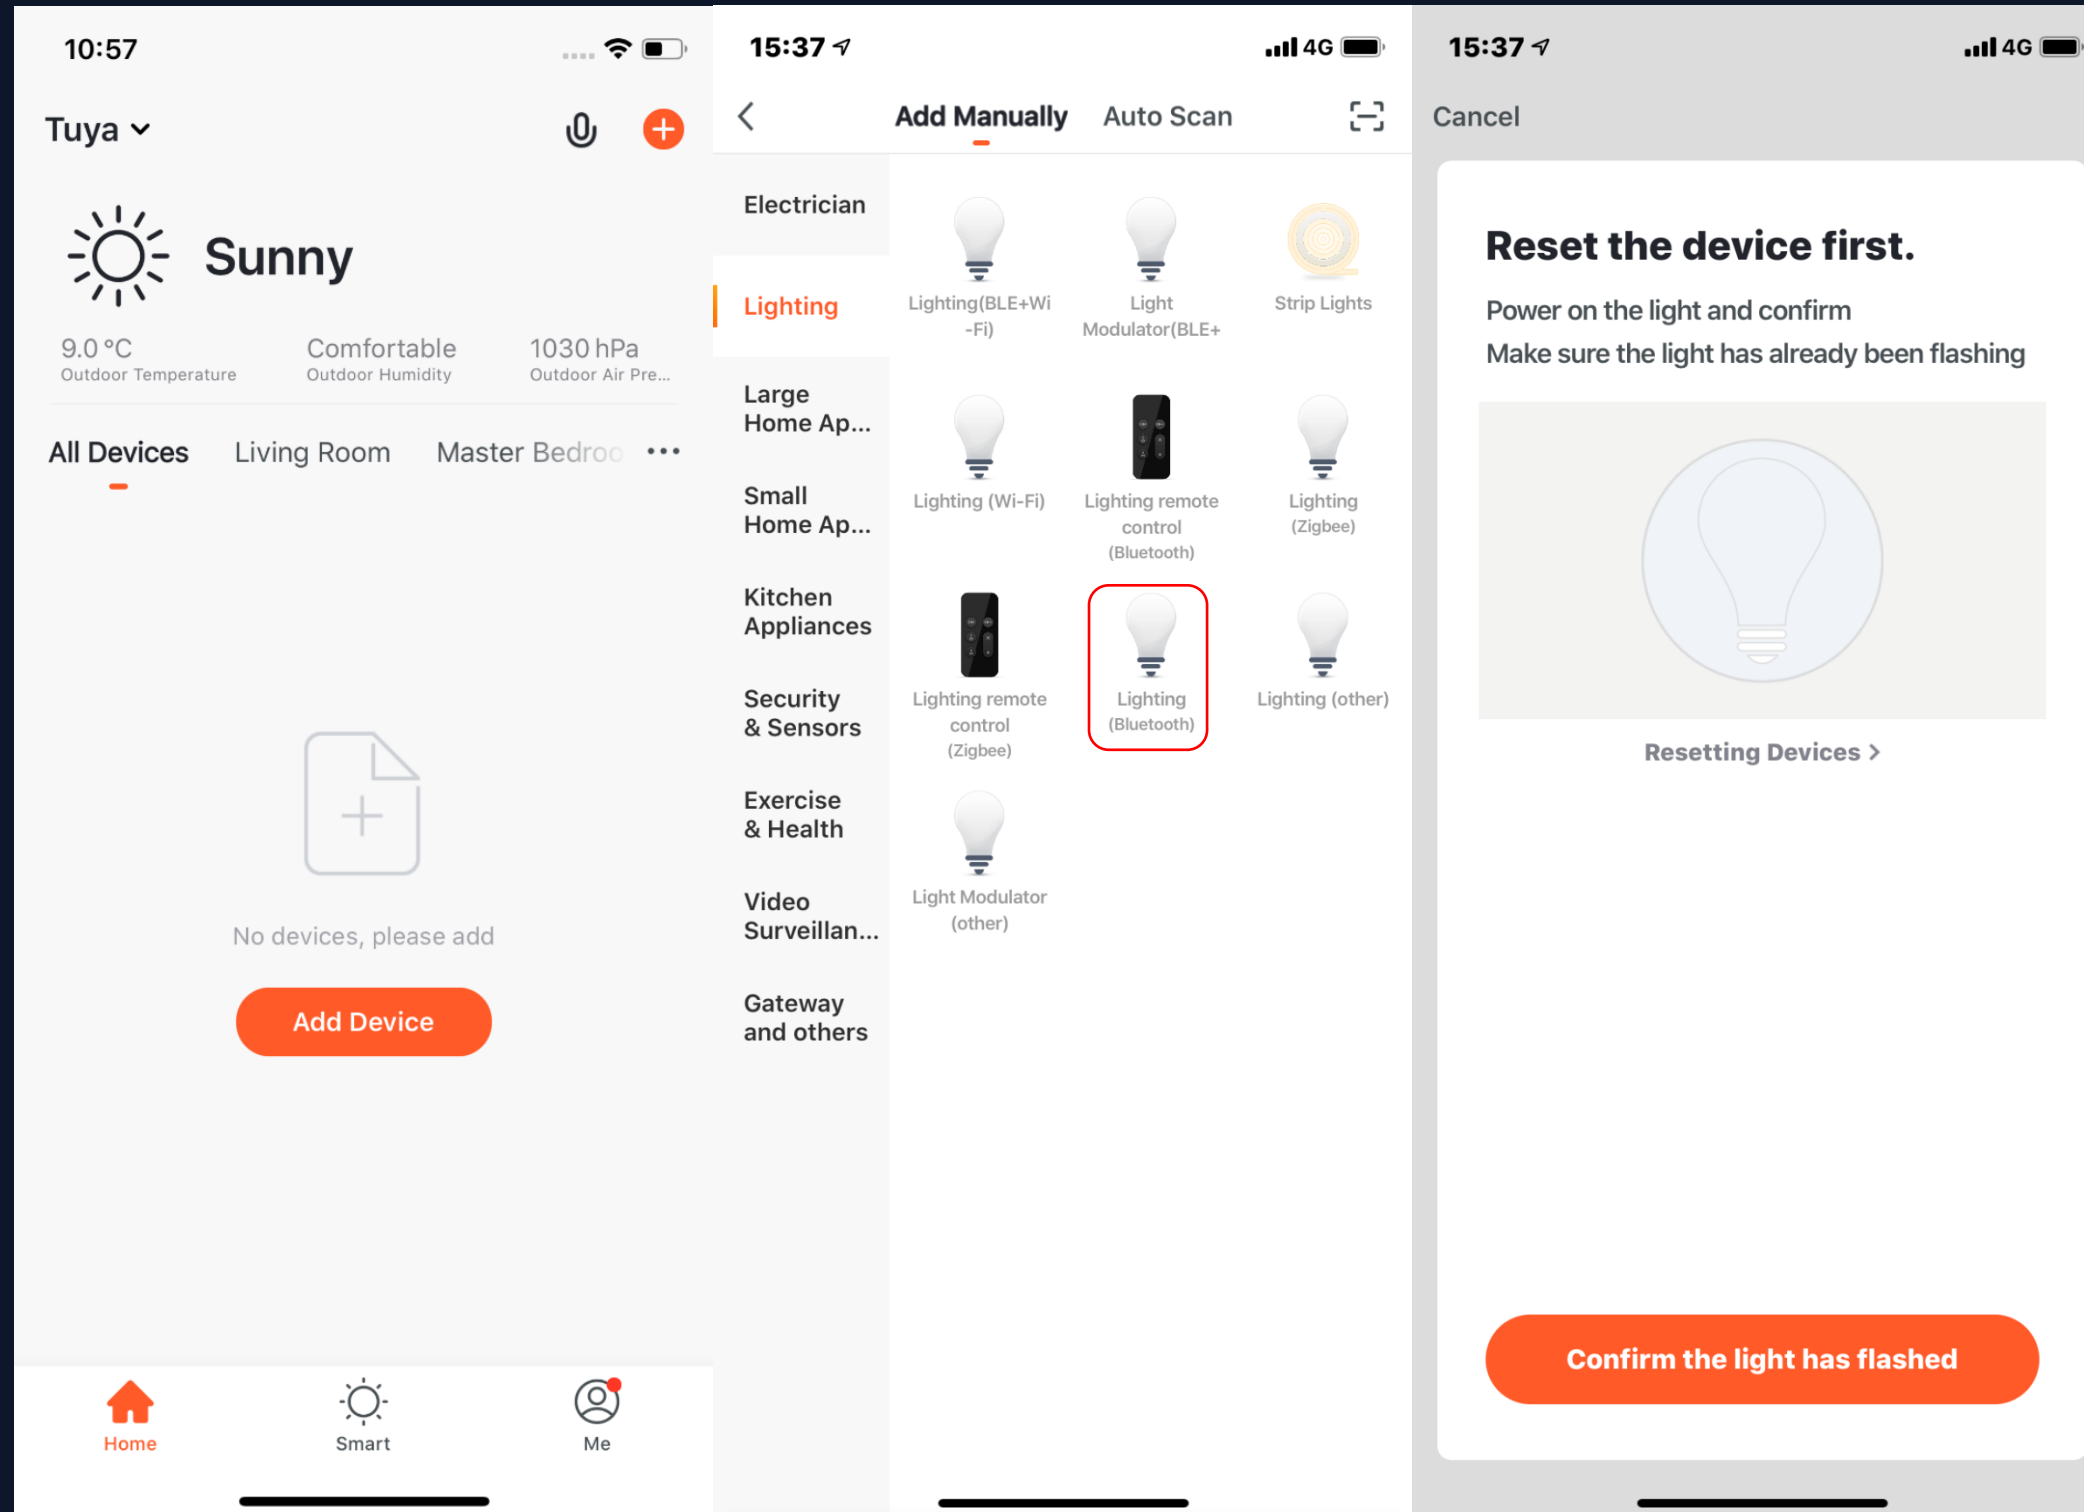 10:57
Tuya
Sunny
9.0 °C
Outdoor Temperature
Comfortable
Outdoor Humidity
1030 hPa
Outdoor Air Pre...
All Devices
Living Room
Master Bedroo
No devices, please add
Add Device
Home
Smart
Me
15:37
4G
Add Manually
Auto Scan
Electrician
Lighting
Large
Home Ap...
Small
Home Ap...
Kitchen
Appliances
Security
& Sensors
Exercise
& Health
Video
Surveillan...
Gateway
and others
Lighting(BLE+Wi
-Fi)
Light
Modulator(BLE+
Strip Lights
Lighting (Wi-Fi)
Lighting remote
control
(Bluetooth)
Lighting
(Zigbee)
Lighting remote
control
(Zigbee)
Lighting
(Bluetooth)
Lighting (other)
Light Modulator
(other)
15:37
4G
Cancel
Reset the device first.
Power on the light and confirm
Make sure the light has already been flashing
Resetting Devices >
Confirm the light has flashed